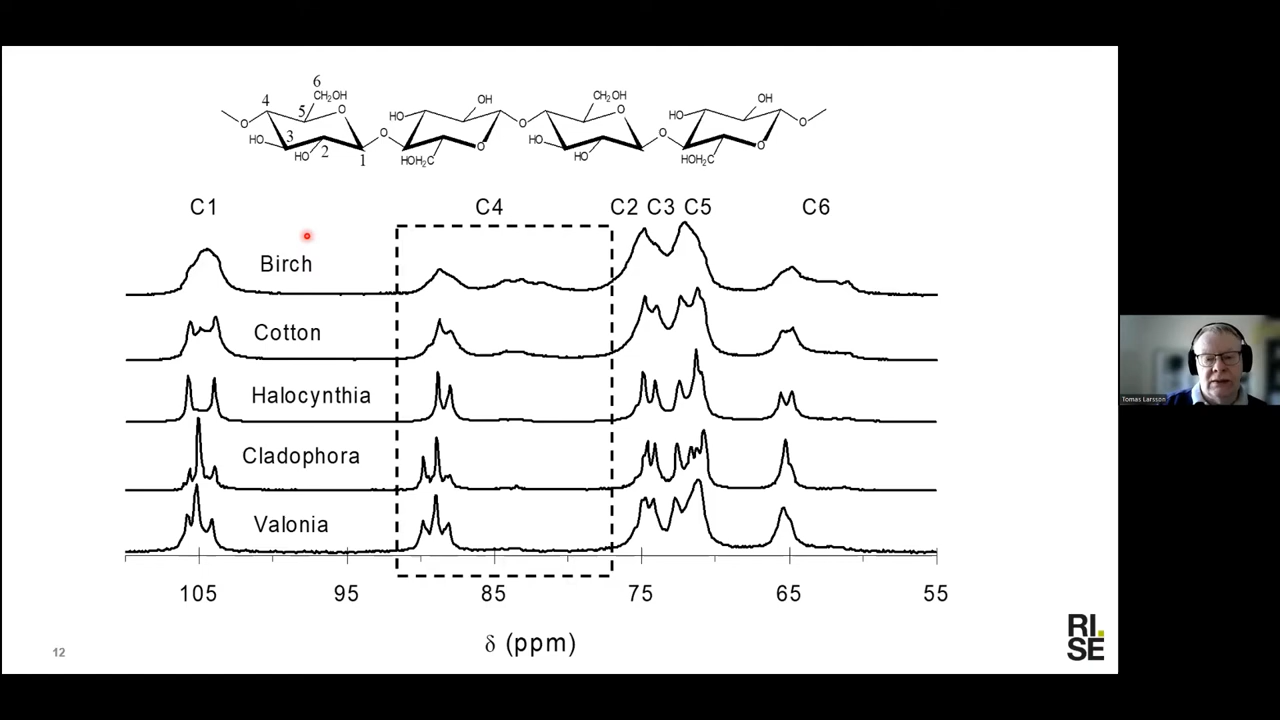 6
4 CH₂OH OH CH₂OH OH
5 O HO O HO
O O O O O
HO 3 HO
HO 2 1 HOH₂C O HO HOH₂C O
C1 C4 C2 C3 C5 C6
Birch
Cotton
Halocynthia
Cladophora
Valonia
105 95 85 75 65 55
δ (ppm)
12
RI.
SE
Tomas Larsson